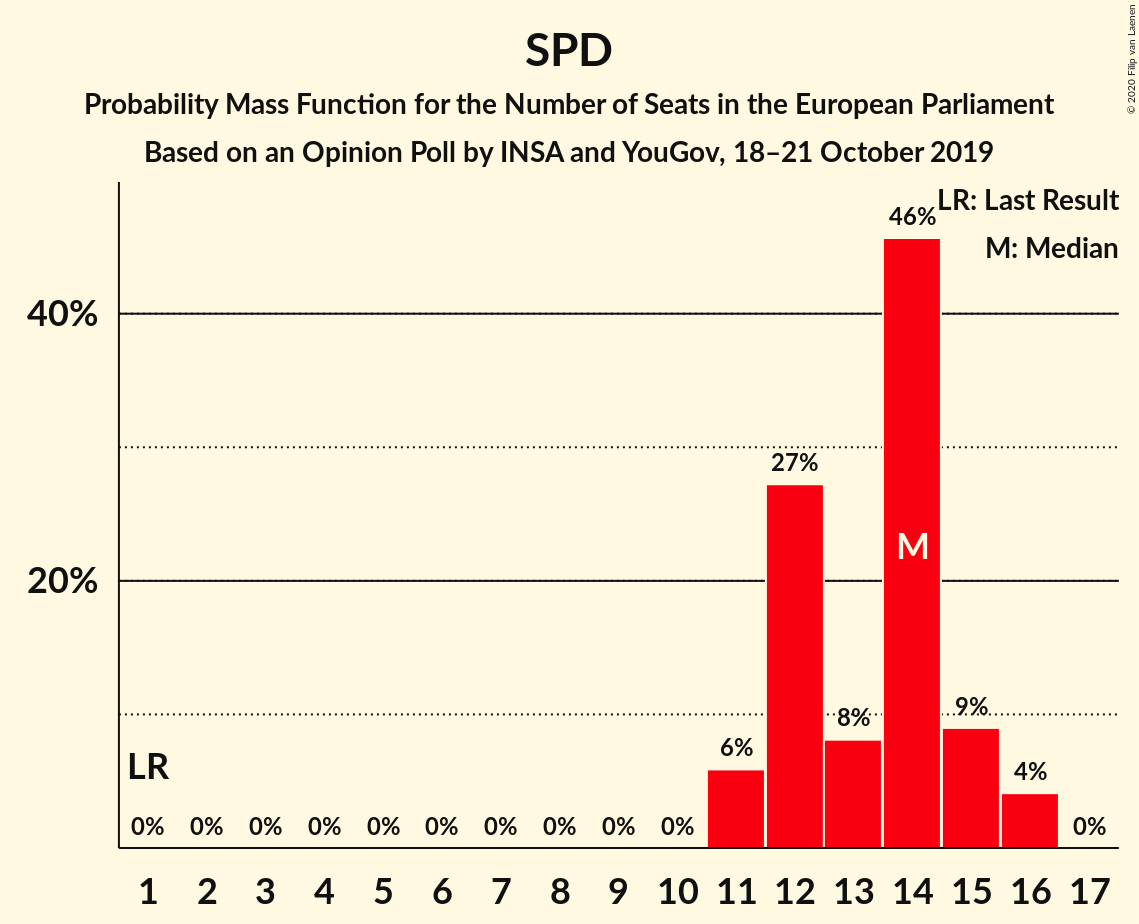 SPD
Probability Mass Function for the Number of Seats in the European Parliament
Based on an Opinion Poll by INSA and YouGov, 18–21 October 2019
© 2020 Filip van Laenen
LR: Last Result
M: Median
46%
40%
27%
M
20%
9%
8%
6%
4%
LR
0% 0% 0% 0% 0% 0% 0% 0% 0% 0% 0%
1 2 3 4 5 6 7 8 9 10 11 12 13 14 15 16 17